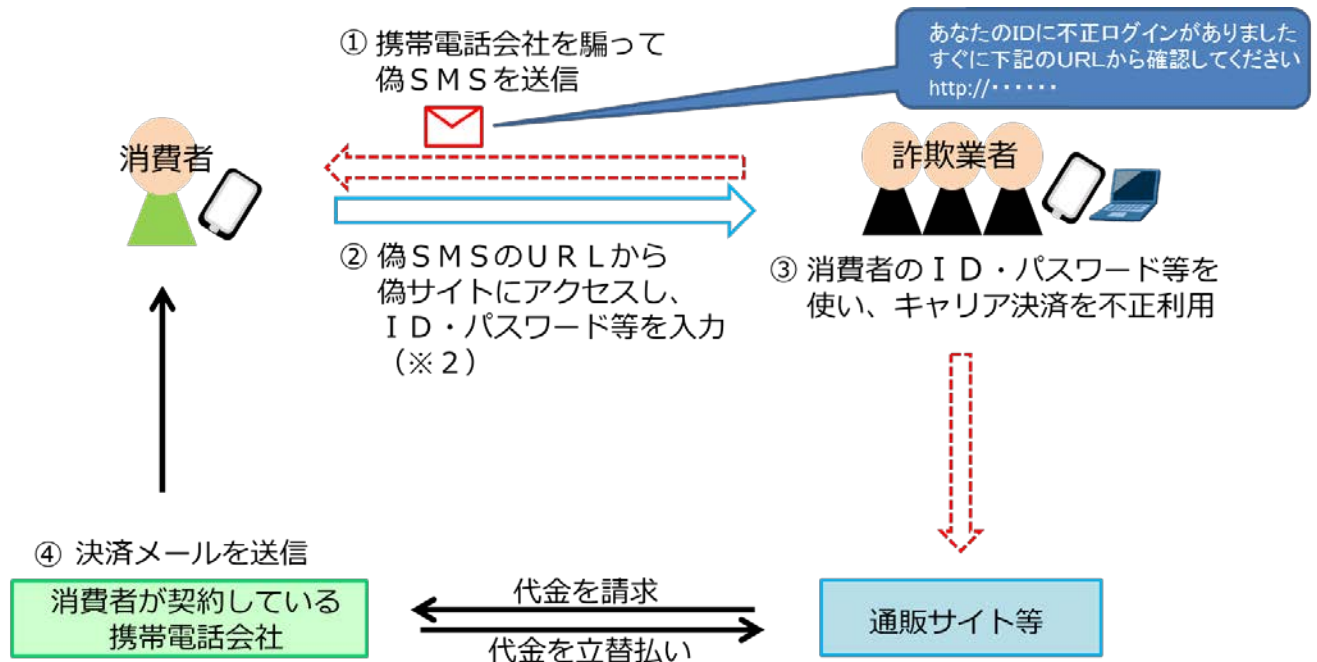 ① 携帯電話会社を騙って
偽ＳＭＳを送信
あなたのIDに不正ログインがありました
すぐに下記のURLから確認してください
http://・・・・・・
消費者
詐欺業者
② 偽ＳＭＳのＵＲＬから
偽サイトにアクセスし、
ＩＤ・パスワード等を入力
（※２）
③ 消費者のＩＤ・パスワード等を
使い、キャリア決済を不正利用
④ 決済メールを送信
消費者が契約している
携帯電話会社
代金を請求
代金を立替払い
通販サイト等